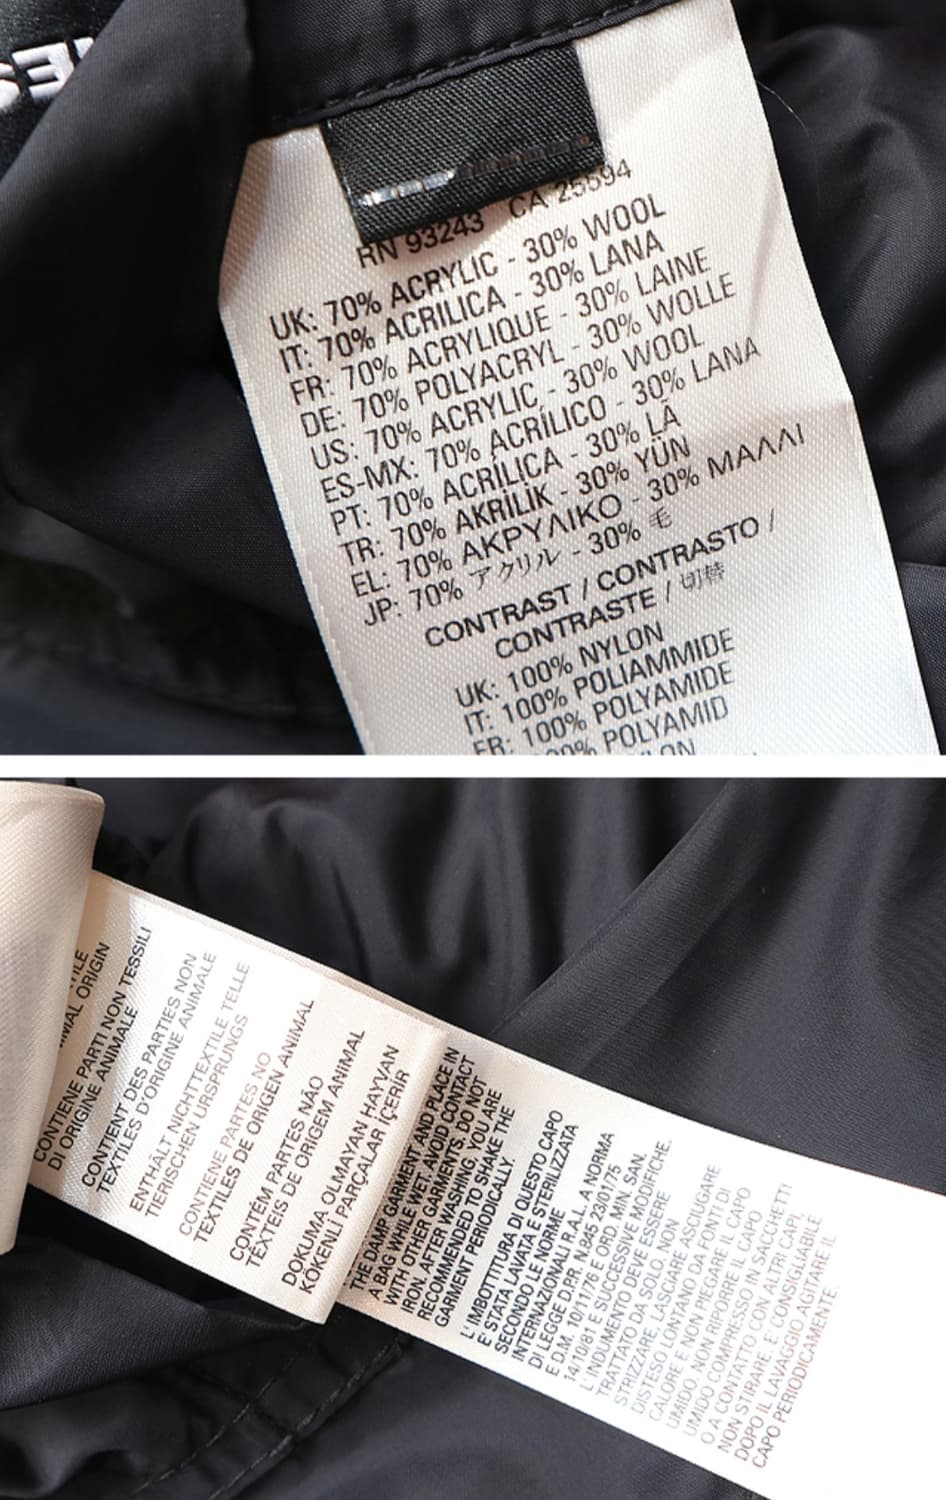 RN 93243 CA 25594
UK: 70% ACRYLIC - 30% WOOL
IT: 70% ACRILICA - 30% LANA
FR: 70% ACRYLIQUE - 30% LAINE
DE: 70% POLYACRYL - 30% WOLLE
US: 70% ACRYLIC - 30% WOOL
ES-MX: 70% ACRÍLICO - 30% LANA
PT: 70% ACRÍLICA - 30% LÃ
TR: 70% AKRİLİK - 30% YÜN
EL: 70% ΑΚΡΥΛΙΚΟ - 30% ΜΑΛΛΙ
JP: 70% アクリル - 30% 毛
CONTRAST / CONTRASTO /
CONTRASTE / 切替
UK: 100% NYLON
IT: 100% POLIAMMIDE
FR: 100% POLYAMIDE
100% POLYAMID
ORIGIN
CONTIENE PARTI NON TESSILI
DI ORIGINE ANIMALE
CONTIENT DES PARTIES NON
TEXTILES D'ORIGINE ANIMALE
ENTHÄLT NICHTTEXTILE TEILE
TIERISCHEN URSPRUNGS
CONTIENE PARTES NO
TEXTILES DE ORIGEN ANIMAL
CONTÉM PARTES NÃO
TÊXTEIS DE ORIGEM ANIMAL
DOKUMA OLMAYAN HAYVAN
KÖKENLİ PARÇALAR İÇERİR
THE DAMP GARMENT AND PLACE IN
A BAG WHILE WET. AVOID CONTACT
WITH OTHER GARMENTS. DO NOT
IRON. AFTER WASHING, YOU ARE
RECOMMENDED TO SHAKE THE
GARMENT PERIODICALLY.
L'IMBOTTITURA DI QUESTO CAPO
E' STATA LAVATA E STERILIZZATA
SECONDO LE NORME
INTERNAZIONALI R.A.L. A NORMA
DI LEGGE D.P.R. N.845 23/01/75
E D.M. 10/11/76 E ORD. MIN. SAN.
14/10/81 E SUCCESSIVE MODIFICHE.
L'INDUMENTO DEVE ESSERE
TRATTATO DA SOLO, NON
STRIZZARE. LASCIARE ASCIUGARE
DISTESO LONTANO DA FONTI DI
CALORE E NON PIEGARE IL CAPO
UMIDO. NON RIPORRE IL CAPO
UMIDO COMPRESSO IN SACCHETTI
O A CONTATTO CON ALTRI CAPI.
NON STIRARE. E' CONSIGLIABILE
DOPO IL LAVAGGIO AGITARE IL
CAPO PERIODICAMENTE.